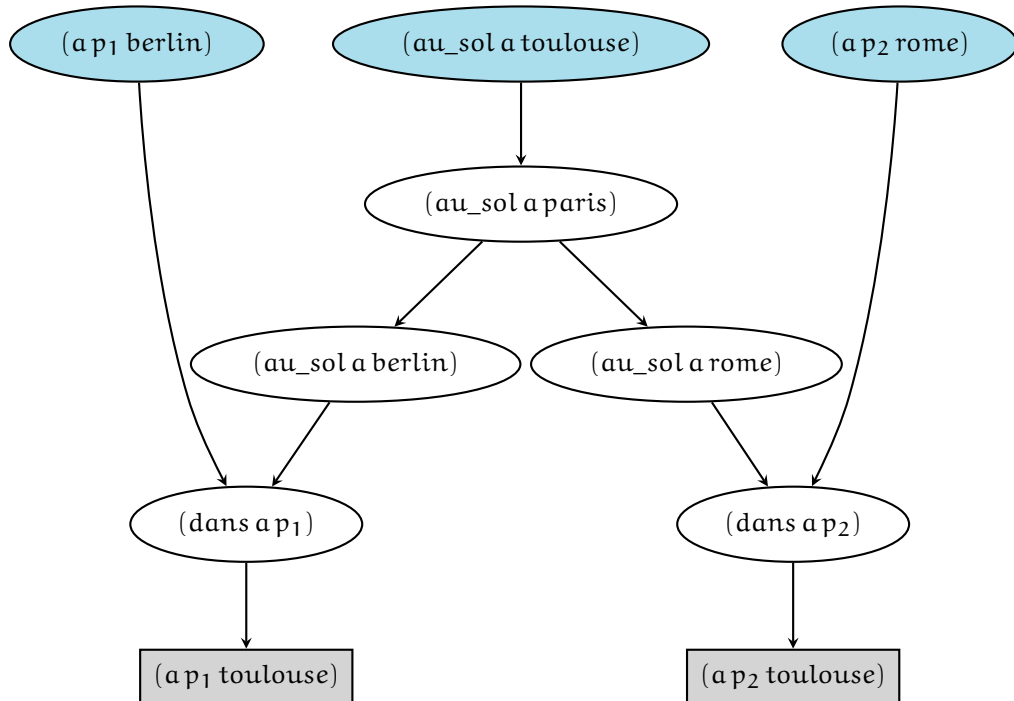 (a p₁ berlin)
(au_sol a toulouse)
(a p₂ rome)
(au_sol a paris)
(au_sol a berlin)
(au_sol a rome)
(dans a p₁)
(dans a p₂)
(a p₁ toulouse)
(a p₂ toulouse)